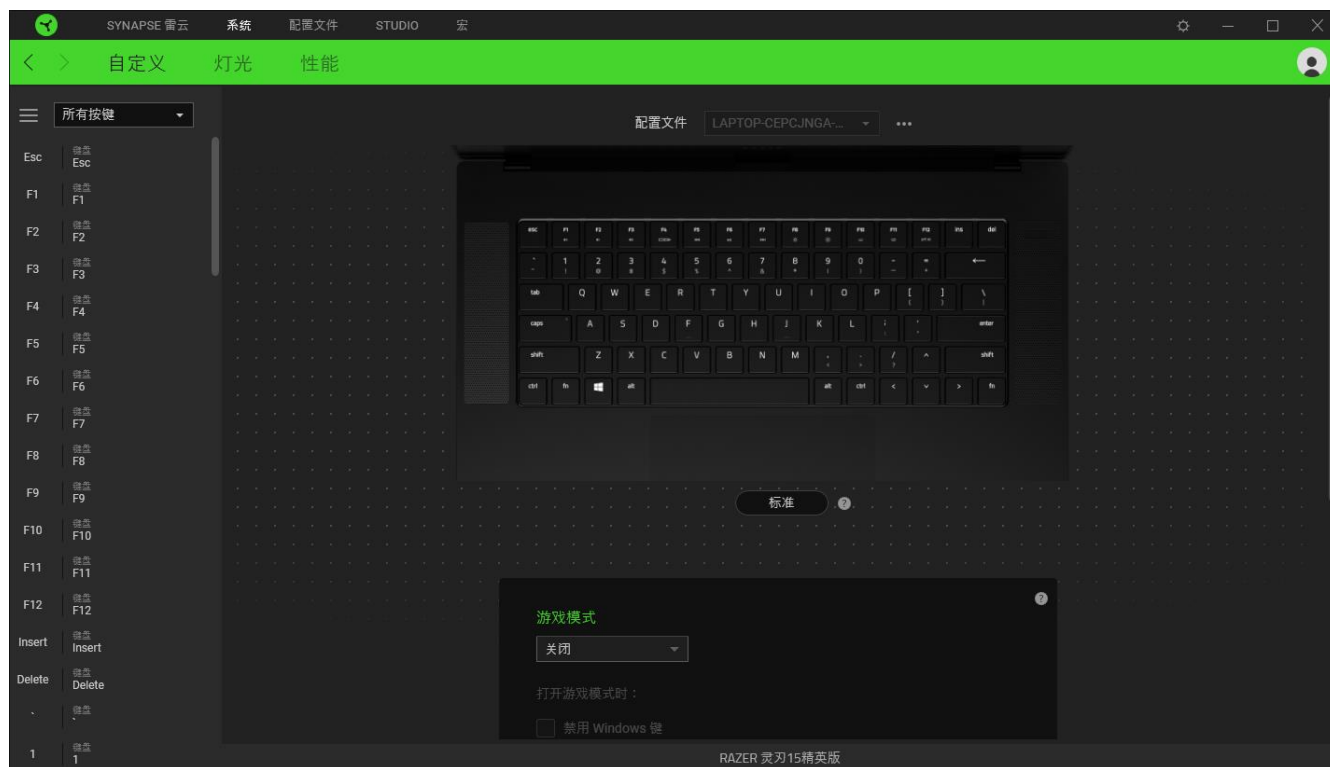 SYNAPSE 雷云 系统 配置文件 STUDIO 宏
自定义 灯光 性能
所有按键
配置文件 LAPTOP-CEPCJNGA-...
Esc 键盘 Esc
F1 键盘 F1
F2 键盘 F2
F3 键盘 F3
F4 键盘 F4
F5 键盘 F5
F6 键盘 F6
F7 键盘 F7
F8 键盘 F8
F9 键盘 F9
F10 键盘 F10
F11 键盘 F11
F12 键盘 F12
Insert 键盘 Insert
Delete 键盘 Delete
` 键盘 `
1 键盘 1
esc F1 F2 F3 F4 F5 F6 F7 F8 F9 F10 F11 F12 ins del
1 2 3 4 5 6 7 8 9 0 - =
tab Q W E R T Y U I O P [ ] \
caps A S D F G H J K L ; '
enter
shift Z X C V B N M , . / ^ shift
ctrl fn alt alt ctrl < v > fn
标准
游戏模式
关闭
打开游戏模式时：
禁用 Windows 键
RAZER 灵刃15精英版